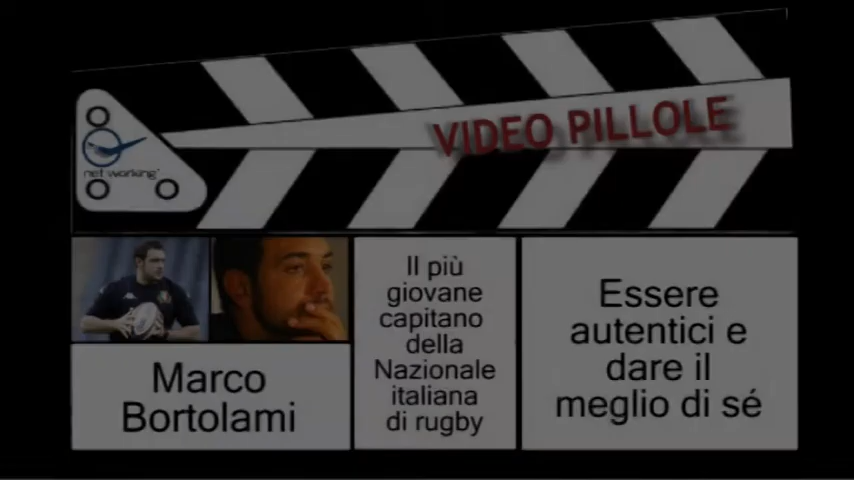 VIDEO PILLOLE
net working
Il più
giovane
capitano
della
Nazionale
italiana
di rugby
Essere
autentici e
dare il
meglio di sé
Marco
Bortolami